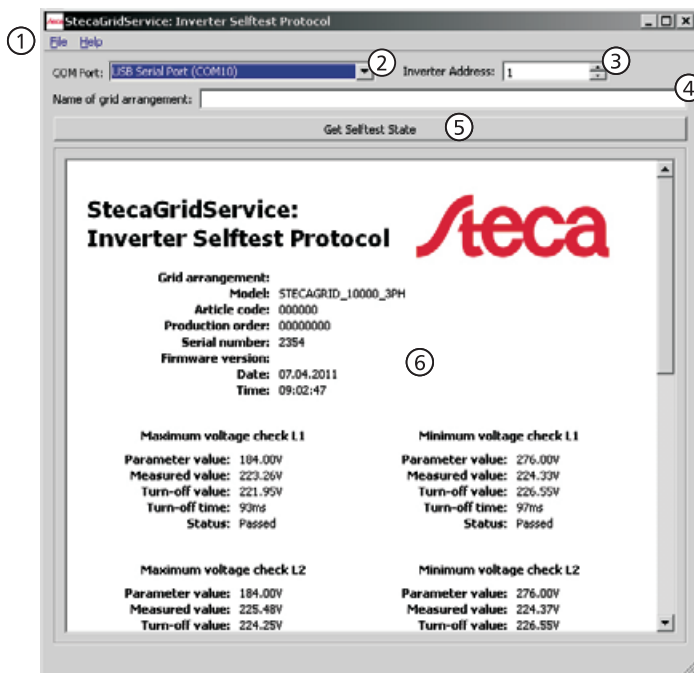 steca StecaGridService: Inverter Selftest Protocol
1 File Help
COM Port: USB Serial Port (COM10) 2 Inverter Address: 1 3
Name of grid arrangement: 4
Get Selftest State 5
StecaGridService:
Inverter Selftest Protocol
Steca
Grid arrangement:
Model: STECAGRID_10000_3PH
Article code: 000000
Production order: 00000000
Serial number: 2354
Firmware version:
6
Date: 07.04.2011
Time: 09:02:47
Maximum voltage check L1 Minimum voltage check L1
Parameter value: 184.00V Parameter value: 276.00V
Measured value: 223.26V Measured value: 224.33V
Turn-off value: 221.95V Turn-off value: 226.55V
Turn-off time: 93ms Turn-off time: 97ms
Status: Passed Status: Passed
Maximum voltage check L2 Minimum voltage check L2
Parameter value: 184.00V Parameter value: 276.00V
Measured value: 225.48V Measured value: 224.37V
Turn-off value: 224.25V Turn-off value: 226.55V